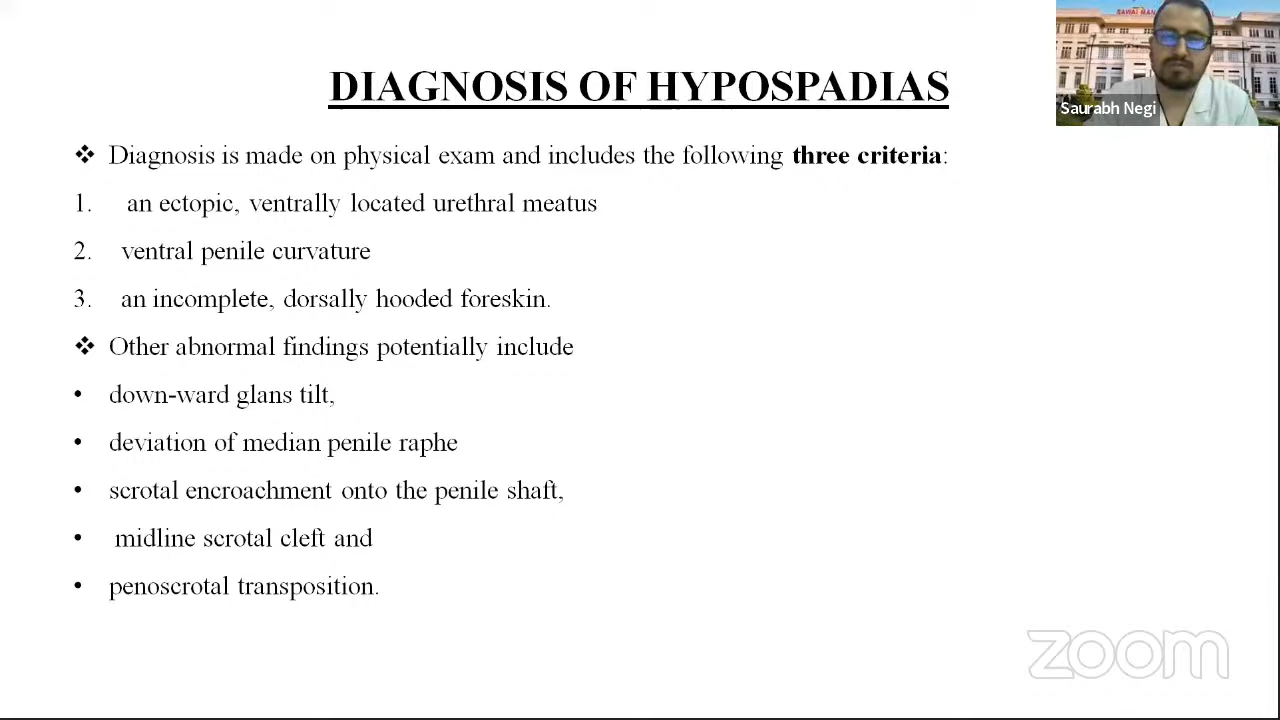 SAWAI MAN
DIAGNOSIS OF HYPOSPADIAS
Saurabh Negi
❖ Diagnosis is made on physical exam and includes the following three criteria:
1. an ectopic, ventrally located urethral meatus
2. ventral penile curvature
3. an incomplete, dorsally hooded foreskin.
❖ Other abnormal findings potentially include
• down-ward glans tilt,
• deviation of median penile raphe
• scrotal encroachment onto the penile shaft,
• midline scrotal cleft and
• penoscrotal transposition.
zoom